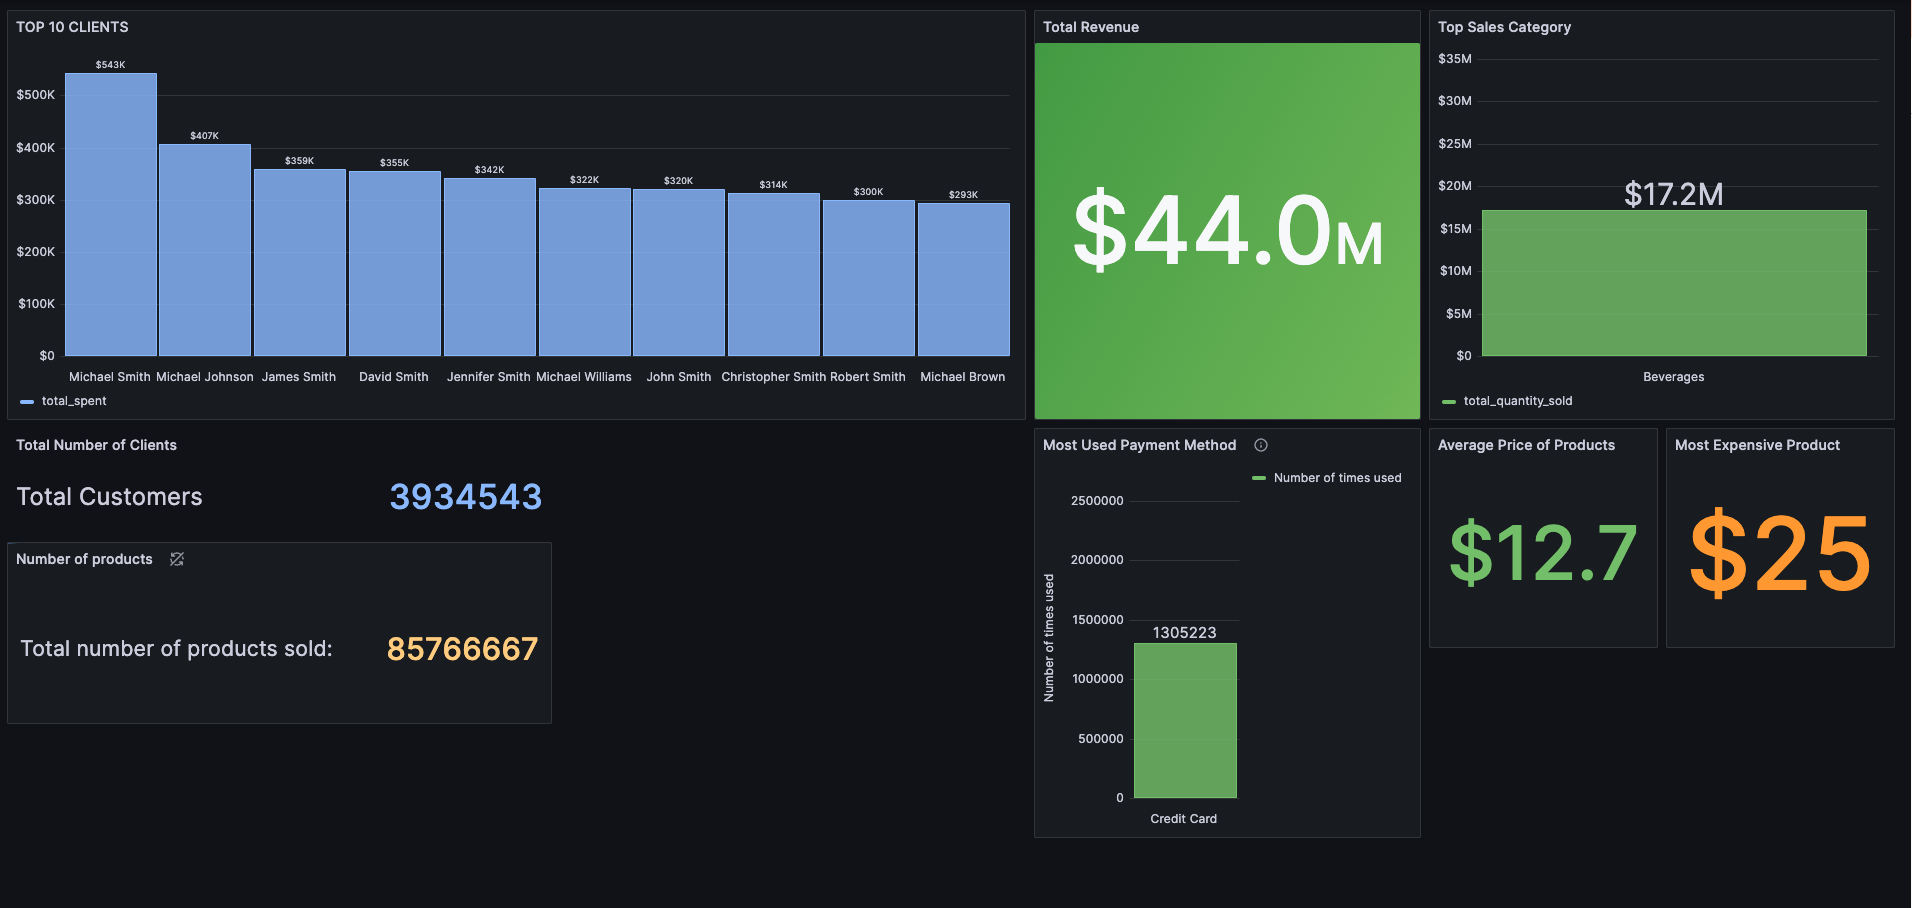 TOP 10 CLIENTS
$500K
$400K
$300K
$200K
$100K
$0
$543K
$407K
$359K
$355K
$342K
$322K
$320K
$314K
$300K
$293K
Michael Smith
Michael Johnson
James Smith
David Smith
Jennifer Smith
Michael Williams
John Smith
Christopher Smith
Robert Smith
Michael Brown
total_spent
Total Revenue
$44.0M
Top Sales Category
$35M
$30M
$25M
$20M
$15M
$10M
$5M
$0
$17.2M
Beverages
total_quantity_sold
Total Number of Clients
Total Customers 3934543
Number of products
Total number of products sold: 85766667
Most Used Payment Method
Number of times used
Number of times used
2500000
2000000
1500000
1000000
500000
0
1305223
Credit Card
Average Price of Products
$12.7
Most Expensive Product
$25